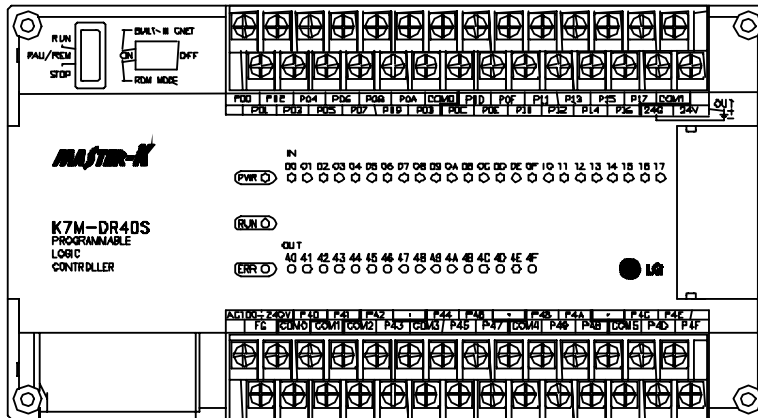 RUN
PAU/REM
STOP
BUILT-IN CNET
ON OFF
ROM MODE
P00 P02 P04 P06 P08 P0A COM0 P0D P0F P11 P13 P15 P17 COM1
P01 P03 P05 P07 P09 P0B P0C P0E P10 P12 P14 P16 24G 24V
OUT
MASTER-K
IN
00 01 02 03 04 05 06 07 08 09 0A 0B 0C 0D 0E 0F 10 11 12 13 14 15 16 17
PWR
K7M-DR40S
PROGRAMMABLE
LOGIC
CONTROLLER
RUN
OUT
40 41 42 43 44 45 46 47 48 49 4A 4B 4C 4D 4E 4F
ERR
LG
AC100-240V P40 P41 P42 · P44 P46 · P48 P4A · P4C P4E
FG COM0 COM1 COM2 P43 COM3 P45 P47 COM4 P49 P4B COM5 P4D P4F